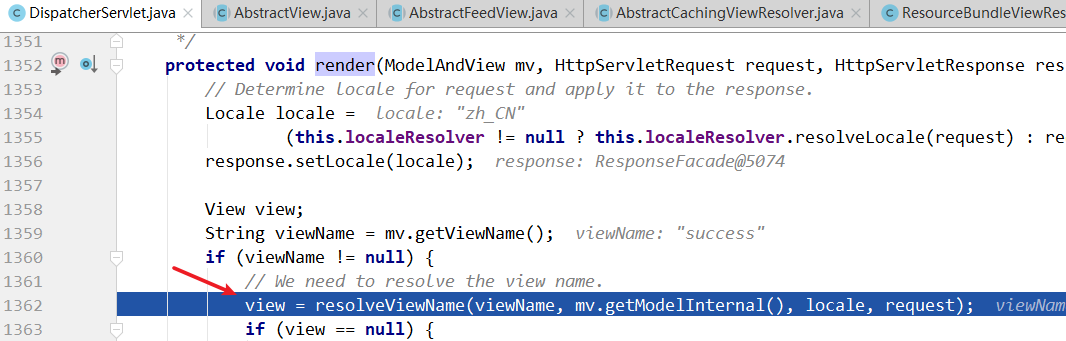 DispatcherServlet.java × AbstractView.java × AbstractFeedView.java × AbstractCachingViewResolver.java × ResourceBundleViewRes
1351 */
1352 protected void render(ModelAndView mv, HttpServletRequest request, HttpServletResponse res
1353 // Determine locale for request and apply it to the response.
1354 Locale locale = locale: "zh_CN"
1355 (this.localeResolver != null ? this.localeResolver.resolveLocale(request) : re
1356 response.setLocale(locale); response: ResponseFacade@5074
1357
1358 View view;
1359 String viewName = mv.getViewName(); viewName: "success"
1360 if (viewName != null) {
1361 // We need to resolve the view name.
1362 view = resolveViewName(viewName, mv.getModelInternal(), locale, request); viewNam
1363 if (view == null) {